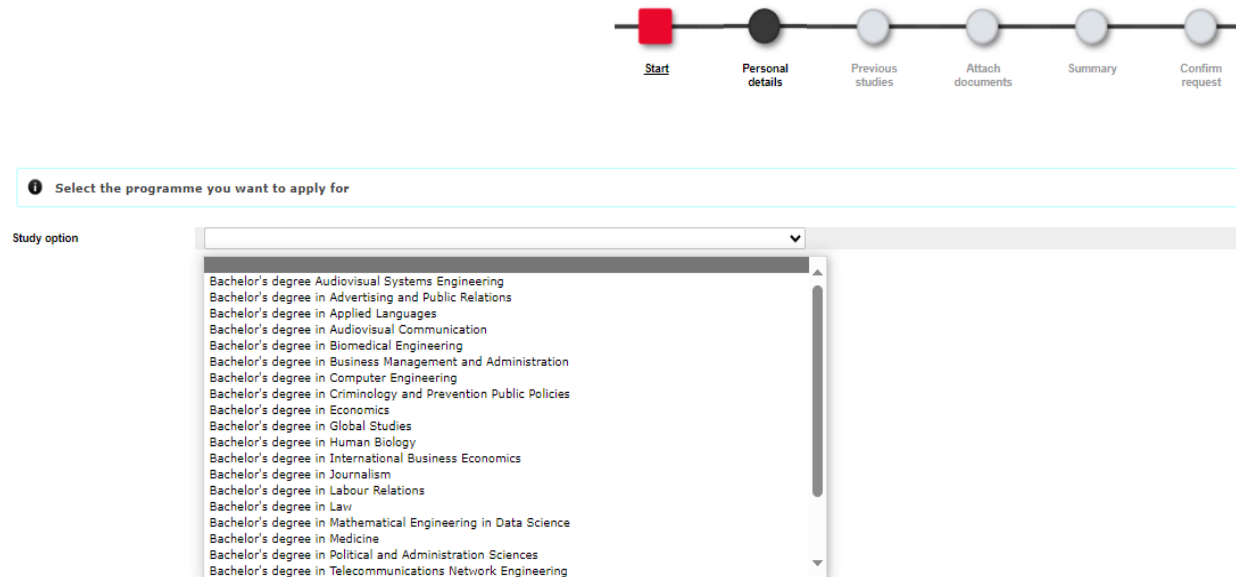 Start
Personal
details
Previous
studies
Attach
documents
Summary
Confirm
request
i Select the programme you want to apply for
Study option
Bachelor's degree Audiovisual Systems Engineering
Bachelor's degree in Advertising and Public Relations
Bachelor's degree in Applied Languages
Bachelor's degree in Audiovisual Communication
Bachelor's degree in Biomedical Engineering
Bachelor's degree in Business Management and Administration
Bachelor's degree in Computer Engineering
Bachelor's degree in Criminology and Prevention Public Policies
Bachelor's degree in Economics
Bachelor's degree in Global Studies
Bachelor's degree in Human Biology
Bachelor's degree in International Business Economics
Bachelor's degree in Journalism
Bachelor's degree in Labour Relations
Bachelor's degree in Law
Bachelor's degree in Mathematical Engineering in Data Science
Bachelor's degree in Medicine
Bachelor's degree in Political and Administration Sciences
Bachelor's degree in Telecommunications Network Engineering